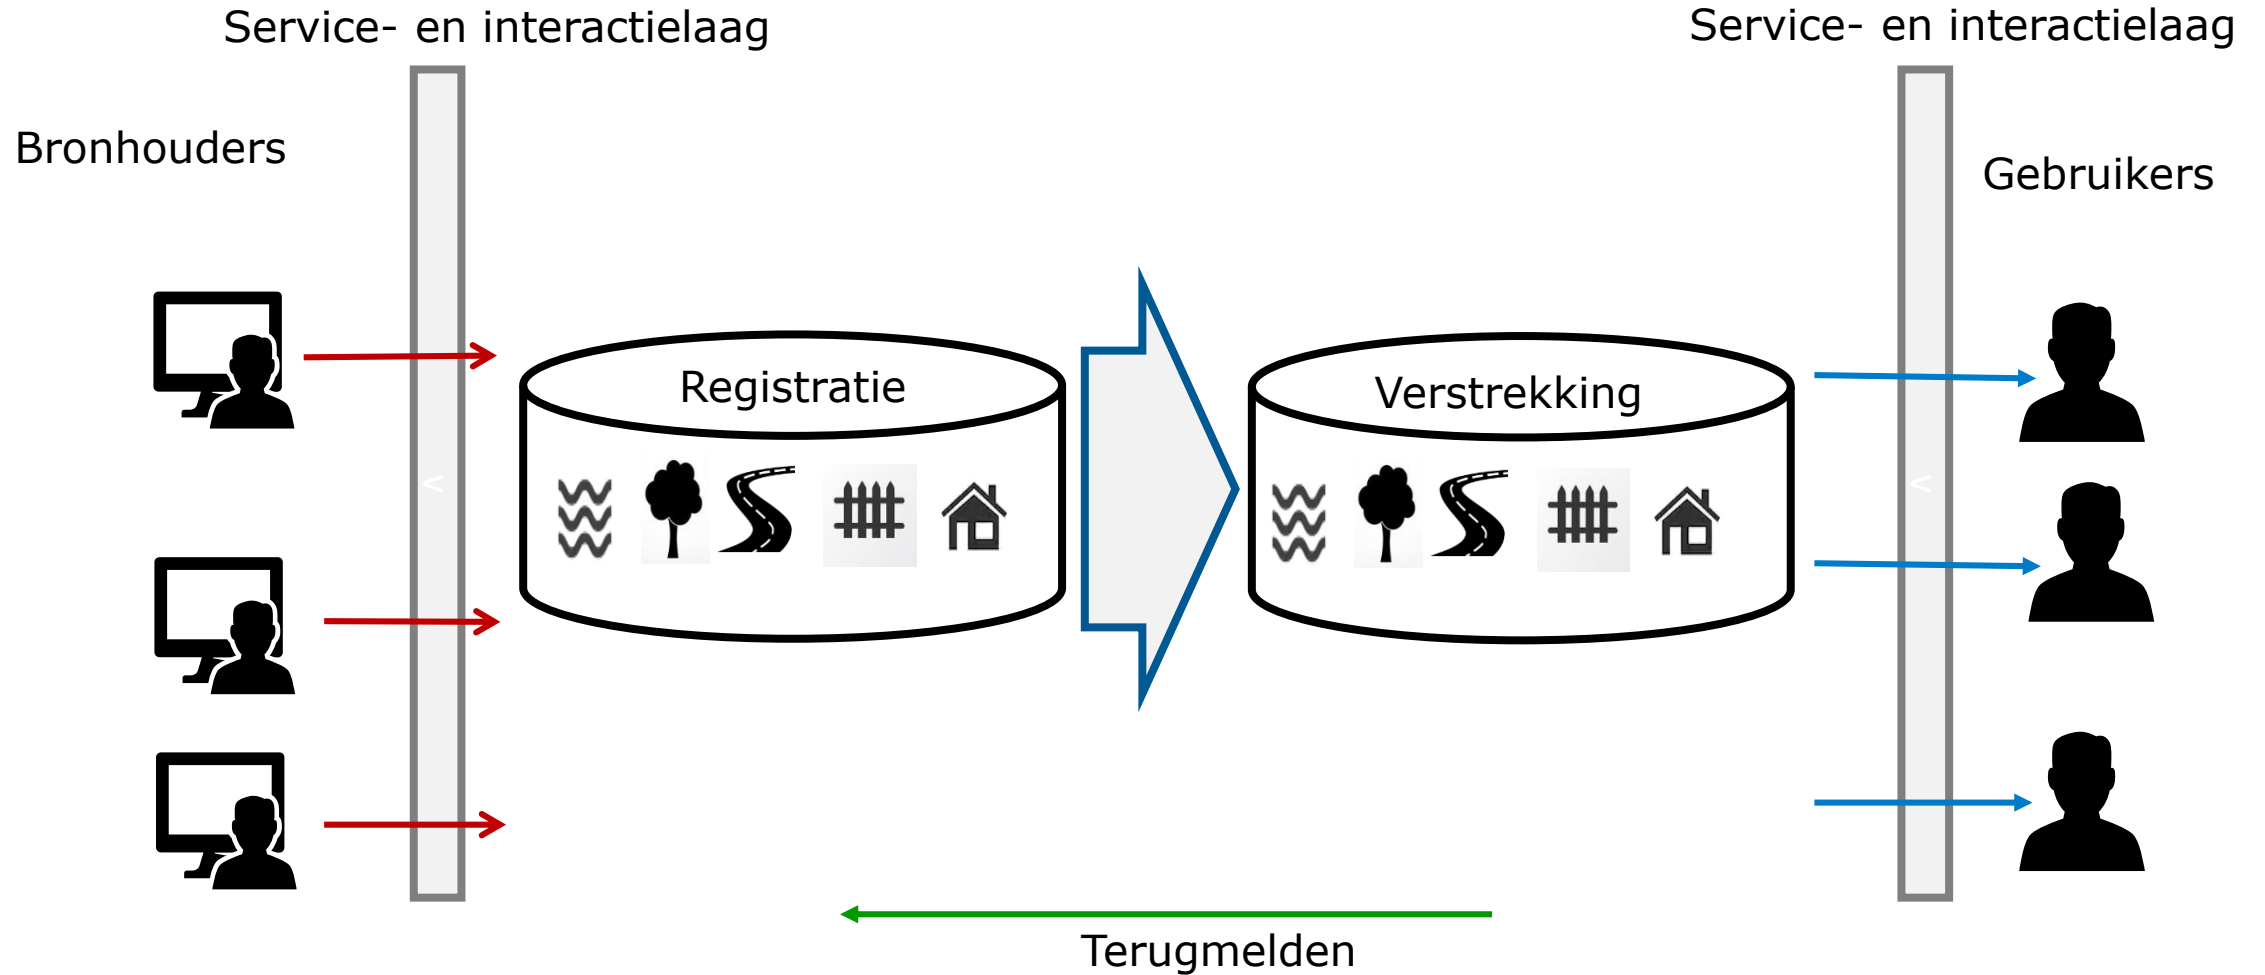 Service- en interactielaag
Service- en interactielaag
Bronhouders
Gebruikers
Registratie
Verstrekking
<
<
Terugmelden